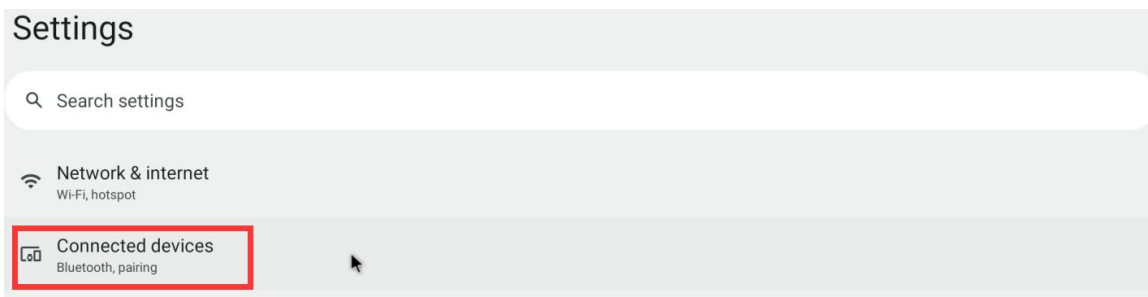 Settings
Search settings
Network & internet
Wi-Fi, hotspot
Connected devices
Bluetooth, pairing